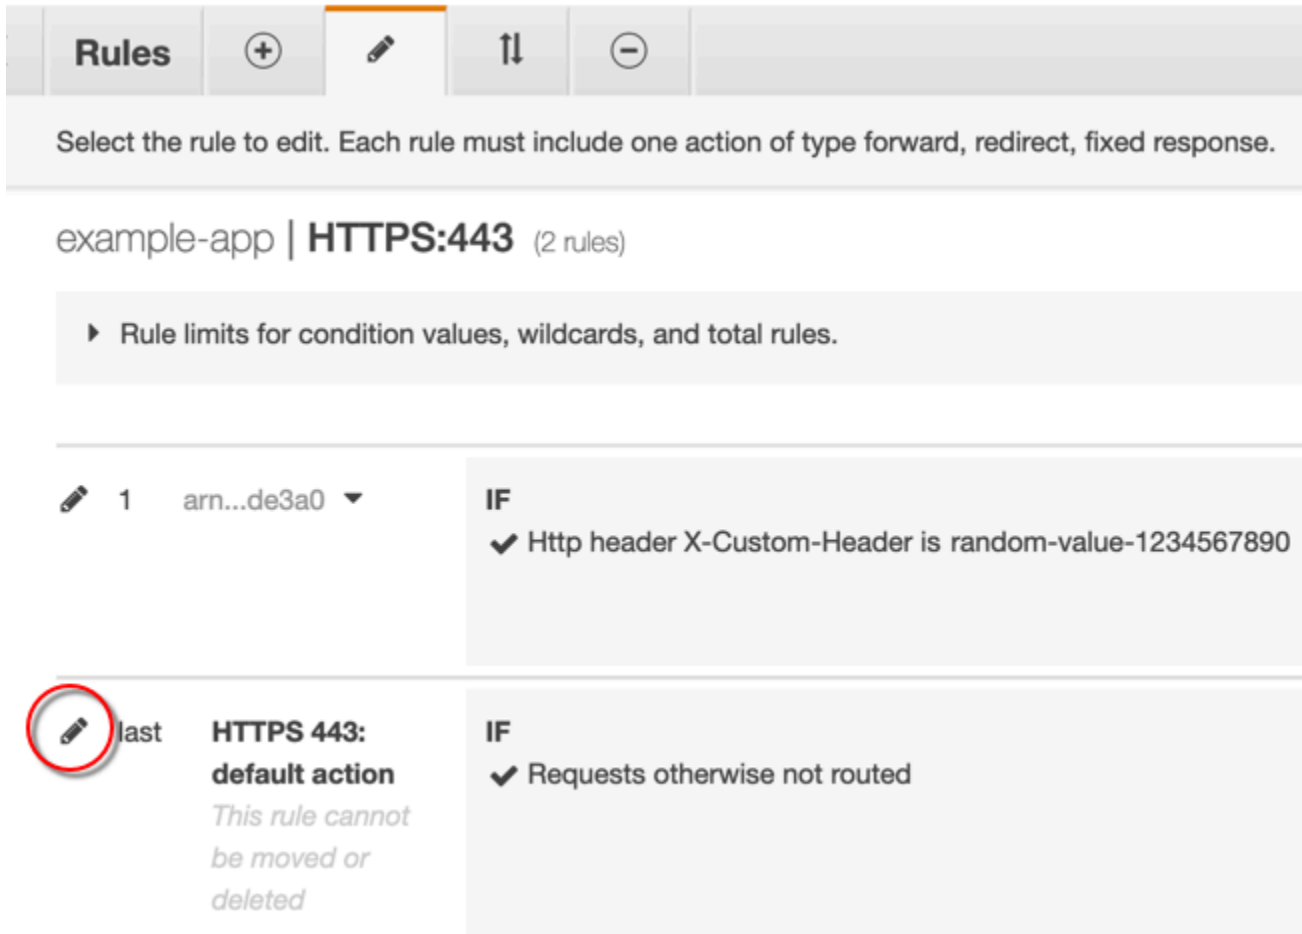 Rules
Select the rule to edit. Each rule must include one action of type forward, redirect, fixed response.
example-app | HTTPS:443 (2 rules)
Rule limits for condition values, wildcards, and total rules.
1 arn...de3a0
IF
Http header X-Custom-Header is random-value-1234567890
last
HTTPS 443:
default action
This rule cannot
be moved or
deleted
IF
Requests otherwise not routed